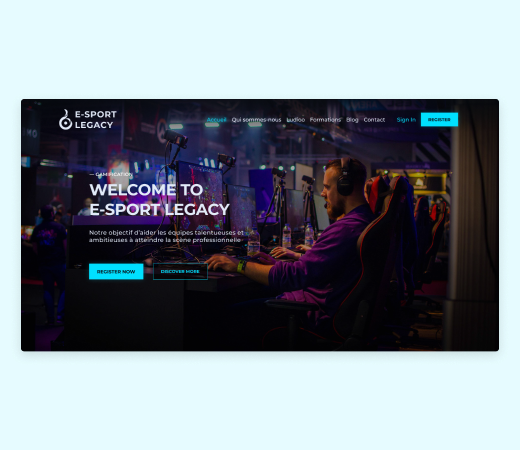 E-SPORT
LEGACY
Accueil Qui sommes-nous Ludiso Formations Blog Contact Sign In REGISTER
— GAMIFICATION
WELCOME TO
E-SPORT LEGACY
Notre objectif d'aider les équipes talentueuses et
ambitieuses à atteindre la scène professionnelle
REGISTER NOW DISCOVER MORE